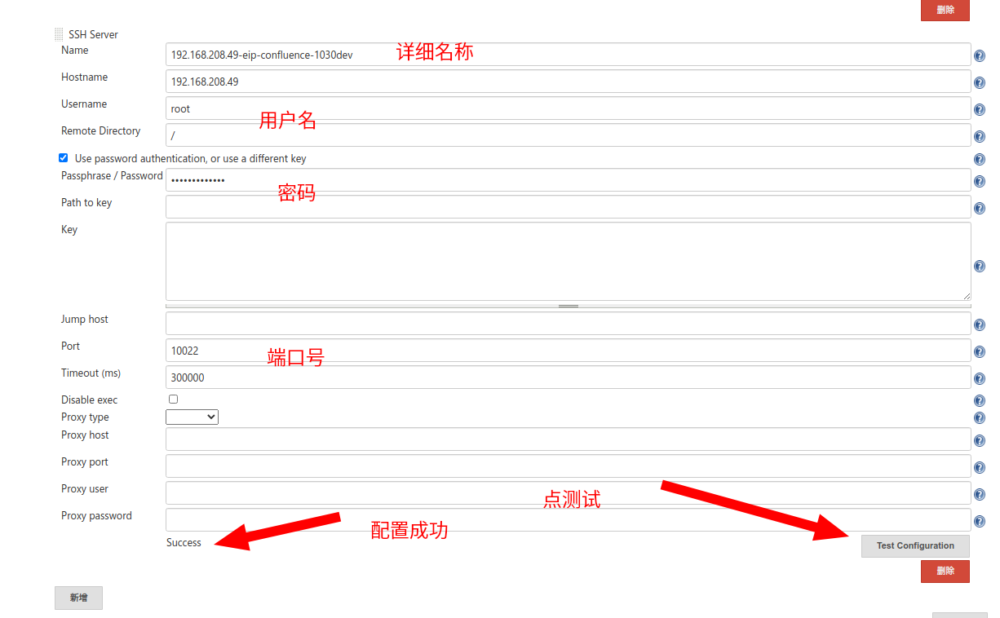 删除
SSH Server
Name
192.168.208.49-eip-confluence-1030dev
详细名称
Hostname
192.168.208.49
Username
root
用户名
Remote Directory
/
Use password authentication, or use a different key
Passphrase / Password
•••••••••••••
密码
Path to key
Key
Jump host
Port
10022
端口号
Timeout (ms)
300000
Disable exec
Proxy type
Proxy host
Proxy port
Proxy user
点测试
Proxy password
配置成功
Success
Test Configuration
删除
新增